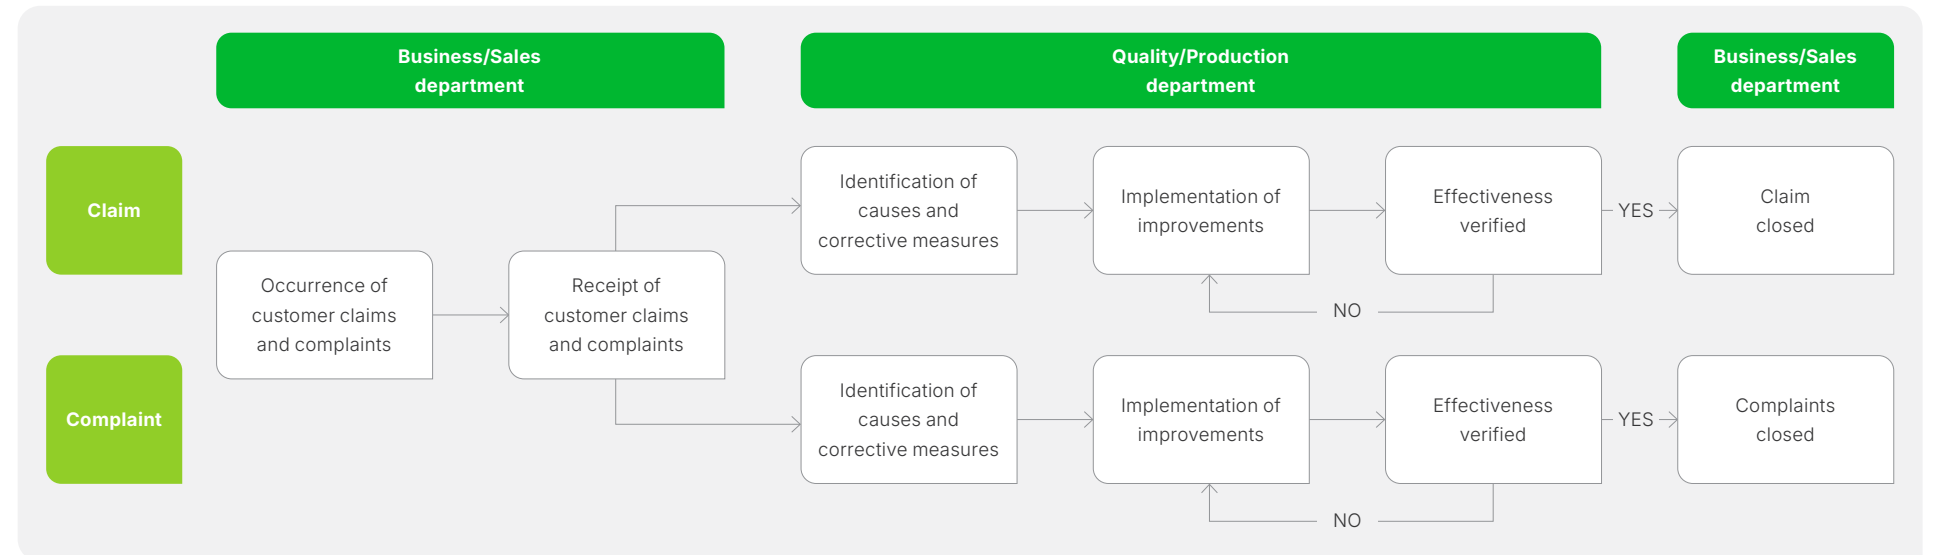 Business/Sales
department
Quality/Production
department
Business/Sales
department
Claim
Complaint
Occurrence of
customer claims
and complaints
Receipt of
customer claims
and complaints
Identification of
causes and
corrective measures
Implementation of
improvements
Effectiveness
verified
YES
Claim
closed
NO
Identification of
causes and
corrective measures
Implementation of
improvements
Effectiveness
verified
YES
Complaints
closed
NO